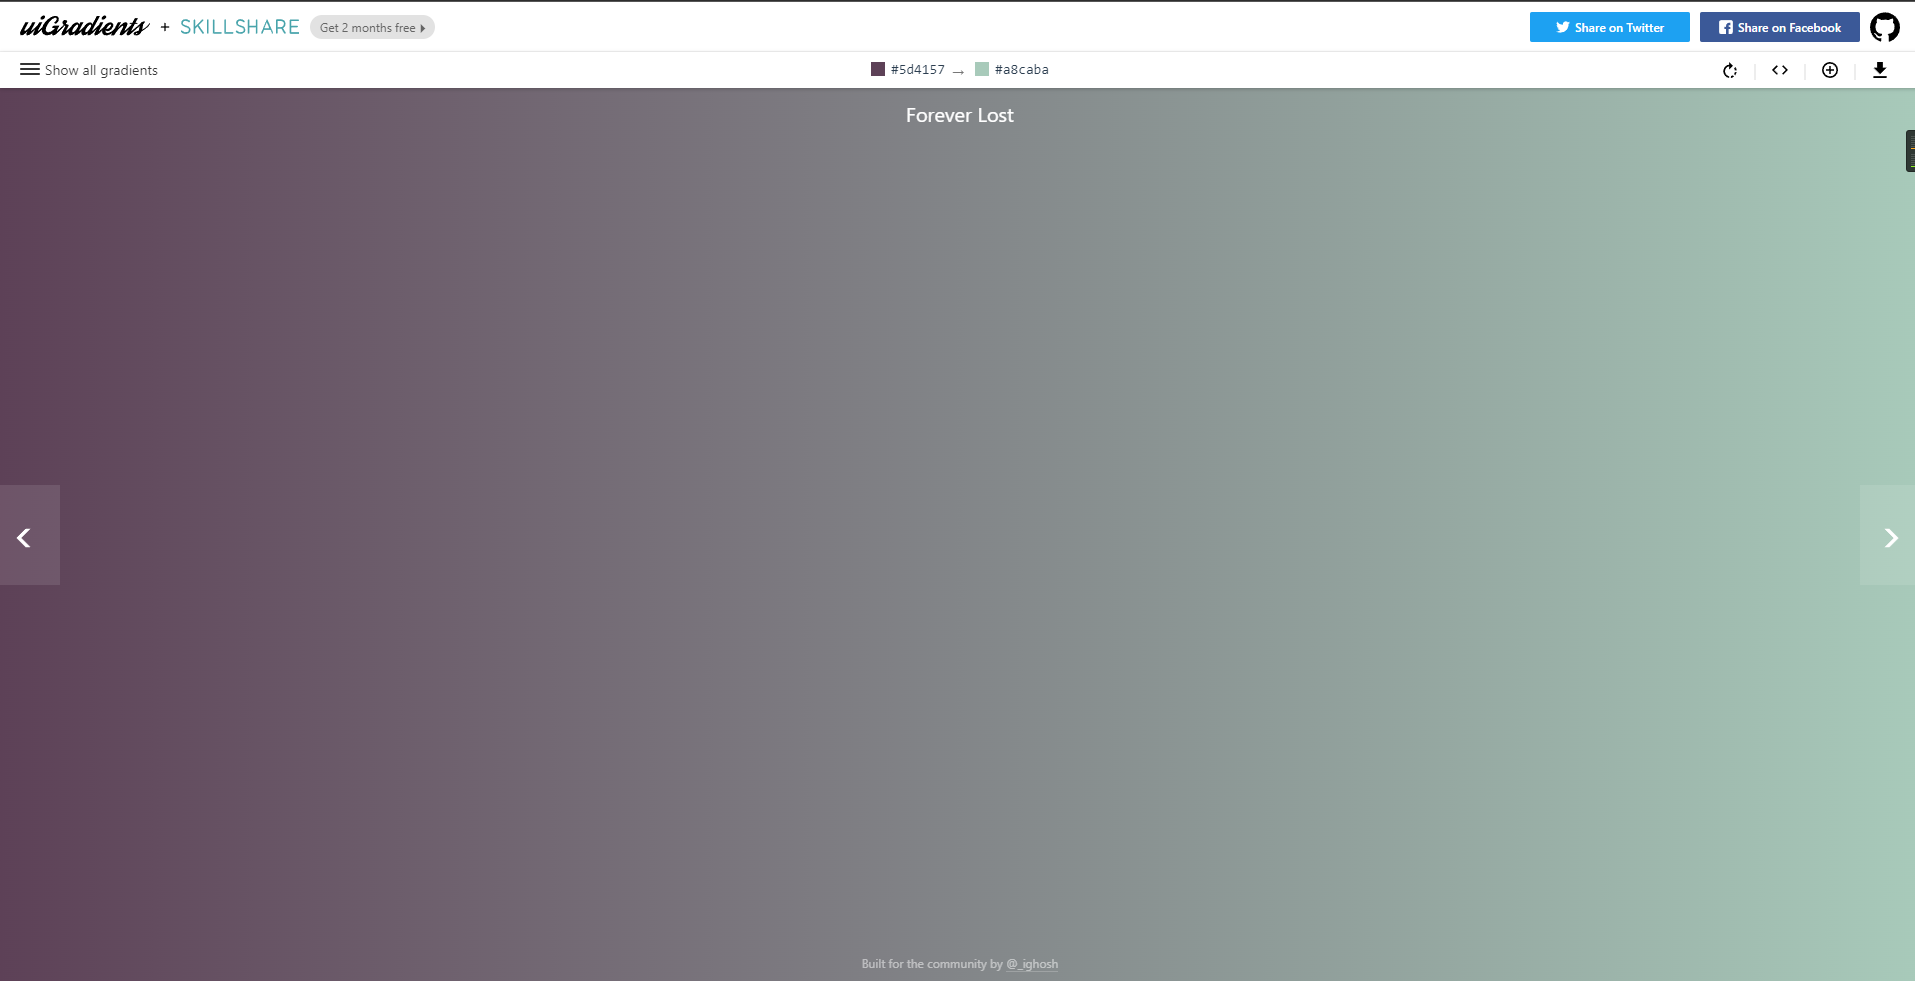 uiGradients + SKILLSHARE Get 2 months free
Share on Twitter
Share on Facebook
Show all gradients
#5d4157 → #a8caba
Forever Lost
Built for the community by @_ighosh